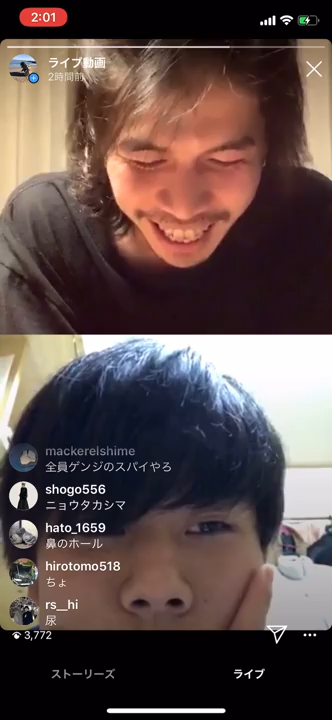 2:01
ライブ動画
2時間前
mackerelshime
全員ゲンジのスパイやろ
shogo556
ニョウタカシマ
hato_1659
鼻のホール
hirotomo518
ちょ
rs__hi
尿
3,772
ストーリーズ
ライブ